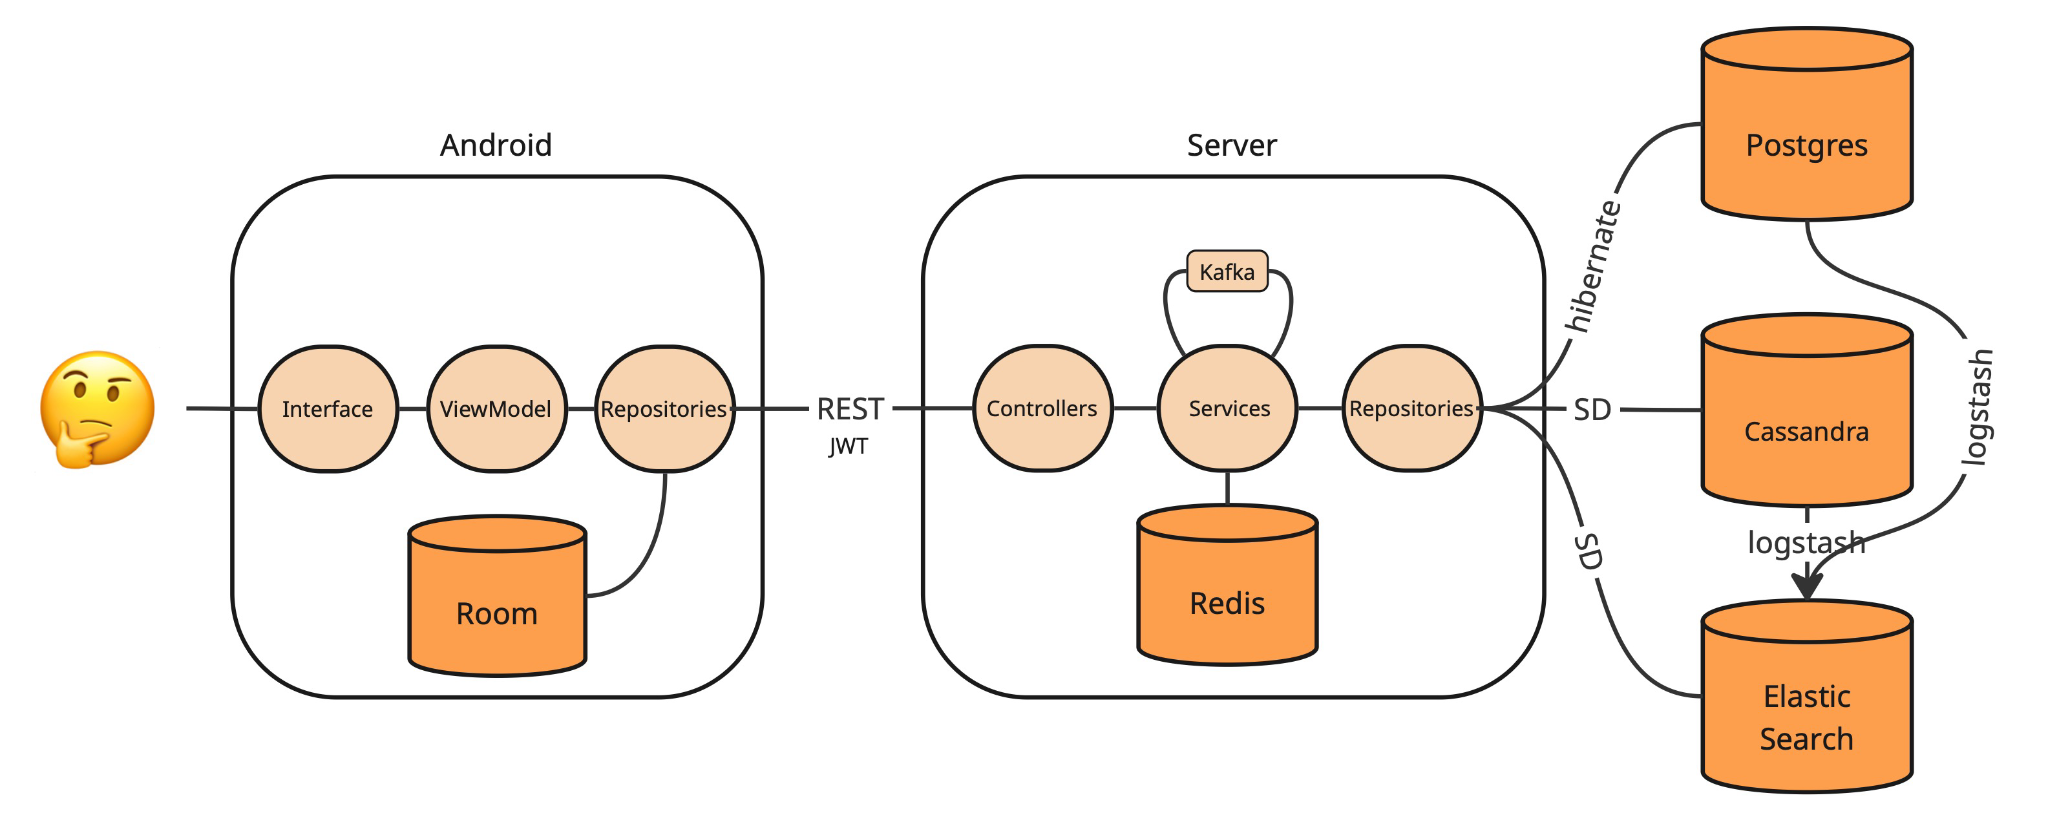 Android
Interface
ViewModel
Repositories
Room
REST
JWT
Server
Kafka
Controllers
Services
Repositories
Redis
hibernate
SD
SD
Postgres
Cassandra
logstash
logstash
Elastic
Search